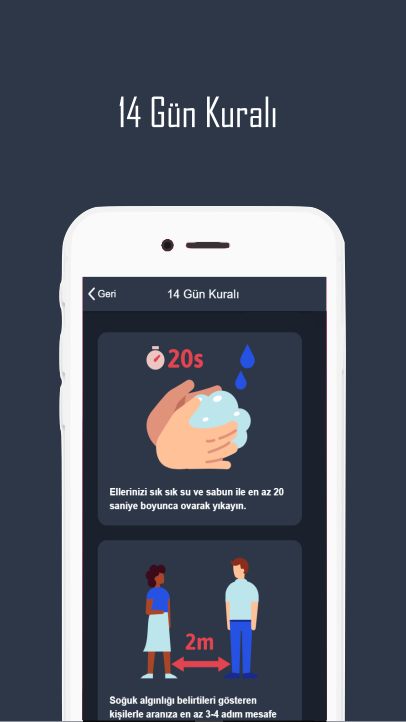 14 Gün Kuralı
Geri
14 Gün Kuralı
20s
Ellerinizi sık sık su ve sabun ile en az 20
saniye boyunca ovarak yıkayın.
2m
Soğuk algınlığı belirtileri gösteren
kişilerle aranıza en az 3-4 adım mesafe